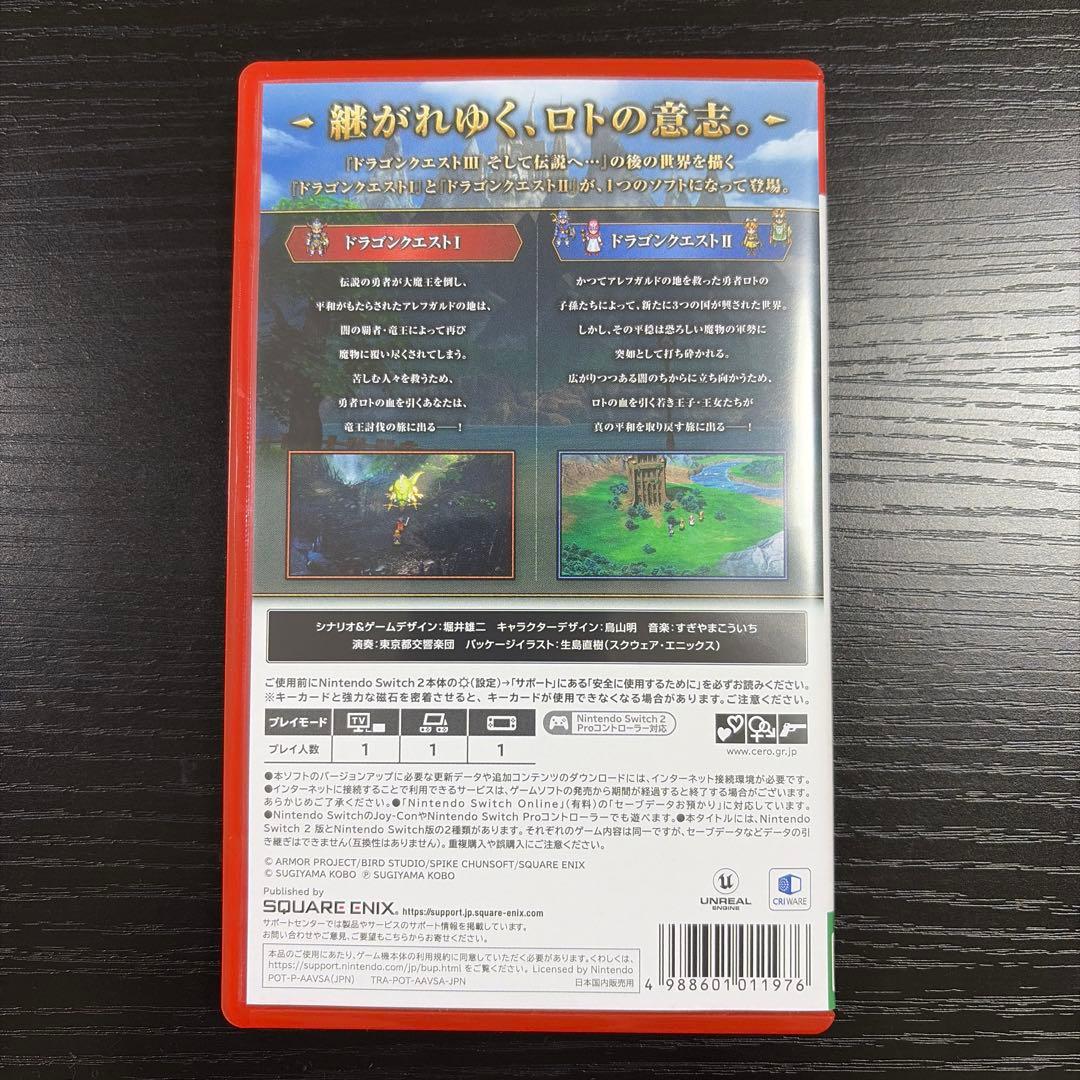 継がれゆく、ロトの意志。
『ドラゴンクエストⅢ そして伝説へ…』の後の世界を描く
『ドラゴンクエストⅠ』と『ドラゴンクエストⅡ』が、1つのソフトになって登場。
ドラゴンクエストⅠ
伝説の勇者が大魔王を倒し、
平和がもたらされたアレフガルドの地は、
闇の覇者・竜王によって再び
魔物に覆い尽くされてしまう。
苦しむ人々を救うため、
勇者ロトの血を引くあなたは、
竜王討伐の旅に出る――！
ドラゴンクエストⅡ
かつてアレフガルドの地を救った勇者ロトの
子孫たちによって、新たに3つの国が興された世界。
しかし、その平穏は恐ろしい魔物の軍勢に
突如として打ち砕かれる。
広がりつつある闇のちからに立ち向かうため、
ロトの血を引く若き王子・王女たちが
真の平和を取り戻す旅に出る――！
シナリオ&ゲームデザイン：堀井雄二 キャラクターデザイン：鳥山明 音楽：すぎやまこういち
演奏：東京都交響楽団 パッケージイラスト：生島直樹（スクウェア・エニックス）
ご使用前にNintendo Switch 2本体の（設定）→「サポート」にある「安全に使用するために」を必ずお読みください。
※キーカードと強力な磁石を密着させると、キーカードが使用できなくなる場合があります。ご注意ください。
プレイモード TV
プレイ人数 1 1 1
Nintendo Switch 2
Proコントローラー対応
www.cero.gr.jp
●本ソフトのバージョンアップに必要な更新データや追加コンテンツのダウンロードには、インターネット接続環境が必要です。
●インターネットに接続することで利用できるサービスは、ゲームソフトの発売から期間が経過すると終了する場合がございます。
あらかじめご了承ください。●「Nintendo Switch Online」（有料）の「セーブデータお預かり」に対応しています。
●Nintendo SwitchのJoy-ConやNintendo Switch Proコントローラーでも遊べます。●本タイトルには、Nintendo
Switch 2 版とNintendo Switch版の2種類があります。それぞれのゲーム内容は同一ですが、セーブデータなどデータの引
き継ぎはできません（互換性はありません）。重複購入や誤購入にご注意ください。
© ARMOR PROJECT/BIRD STUDIO/SPIKE CHUNSOFT/SQUARE ENIX
© SUGIYAMA KOBO ℗ SUGIYAMA KOBO
Published by
SQUARE ENIX. https://support.jp.square-enix.com
サポートセンターでは製品やサービスのサポート情報を掲載しています。
お問い合わせやご意見、ご要望もこちらからお寄せください。
UNREAL
ENGINE
CRIWARE
本品のご使用にあたり、ゲーム機本体の利用規約に同意していただく必要があります。くわしくは、
https://support.nintendo.com/jp/bup.html をご覧ください。 Licensed by Nintendo
POT-P-AAVSA(JPN) TRA-POT-AAVSA-JPN 日本国内販売用
4 988601 011976